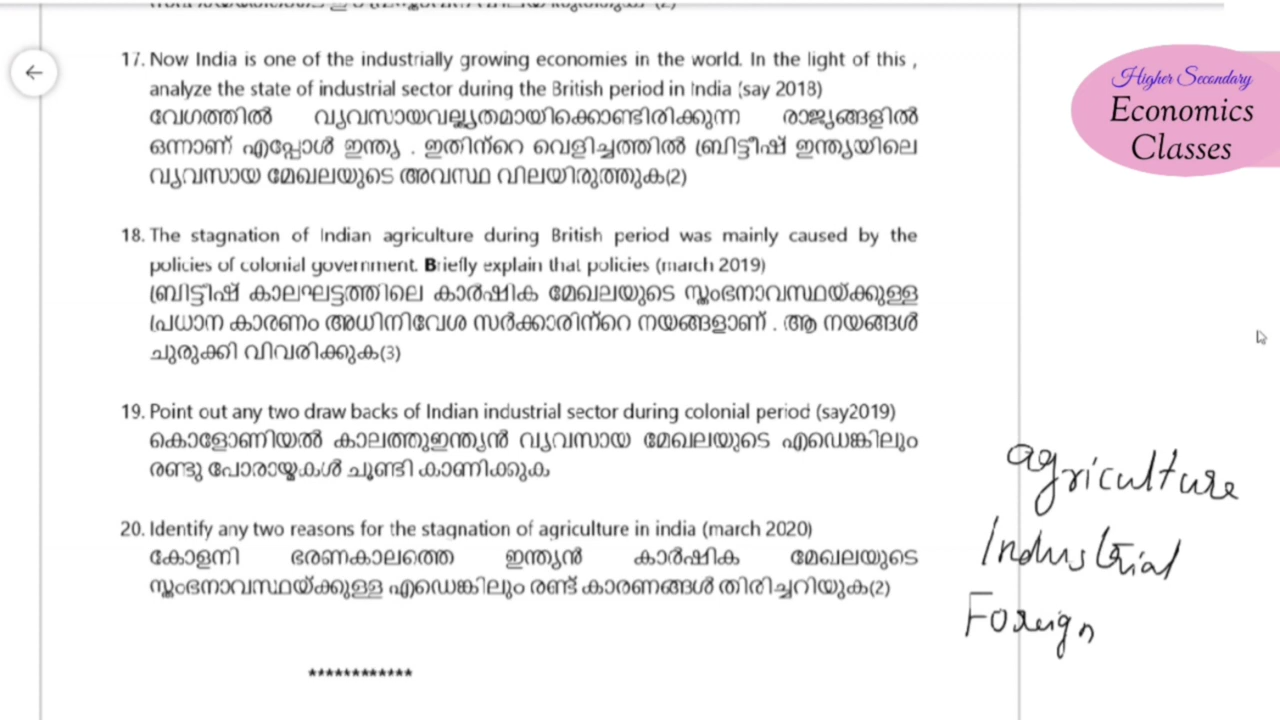 17. Now India is one of the industrially growing economies in the world. In the light of this ,
analyze the state of industrial sector during the British period in India (say 2018)
വേഗത്തിൽ വ്യവസായവല്ക്യതമായിക്കൊണ്ടിരിക്കുന്ന രാജ്യങ്ങളിൽ
ഒന്നാണ് എപ്പോൾ ഇന്ത്യ . ഇതിന്റെ വെളിച്ചത്തിൽ ബ്രിട്ടീഷ് ഇന്ത്യയിലെ
വ്യവസായ മേഖലയുടെ അവസ്ഥ വിലയിരുത്തുക(2)
18. The stagnation of Indian agriculture during British period was mainly caused by the
policies of colonial government. Briefly explain that policies (march 2019)
ബ്രിട്ടീഷ് കാലഘട്ടത്തിലെ കാർഷിക മേഖലയുടെ സ്തംഭനാവസ്ഥയ്ക്കുള്ള
പ്രധാന കാരണം അധിനിവേശ സർക്കാരിന്റെ നയങ്ങളാണ് . ആ നയങ്ങൾ
ചുരുക്കി വിവരിക്കുക(3)
19. Point out any two draw backs of Indian industrial sector during colonial period (say2019)
കൊളോണിയൽ കാലത്തുഇന്ത്യൻ വ്യവസായ മേഖലയുടെ എഡെങ്കിലും
രണ്ടു പോരായ്മകൾ ചൂണ്ടി കാണിക്കുക
20. Identify any two reasons for the stagnation of agriculture in india (march 2020)
കോളനി ഭരണകാലത്തെ ഇന്ത്യൻ കാർഷിക മേഖലയുടെ
സ്തംഭനാവസ്ഥയ്ക്കുള്ള എഡെങ്കിലും രണ്ട് കാരണങ്ങൾ തിരിച്ചറിയുക(2)
************
Higher Secondary
Economics
Classes
agriculture
Industrial
Foreign